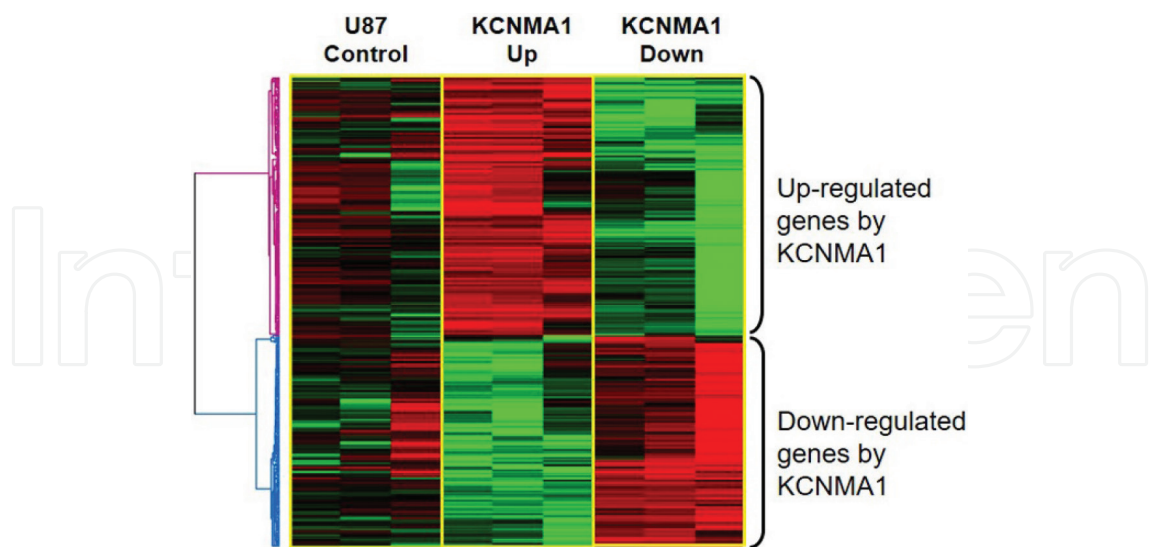 U87
Control
KCNMA1
Up
KCNMA1
Down
Up-regulated
genes by
KCNMA1
Down-regulated
genes by
KCNMA1